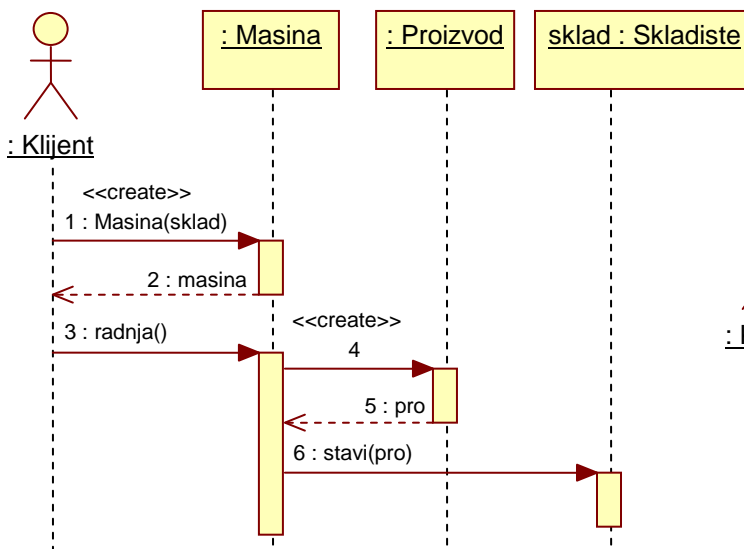 : Masina
: Proizvod
sklad : Skladiste
: Klijent
<<create>>
1 : Masina(sklad)
2 : masina
3 : radnja()
<<create>>
4
5 : pro
6 : stavi(pro)